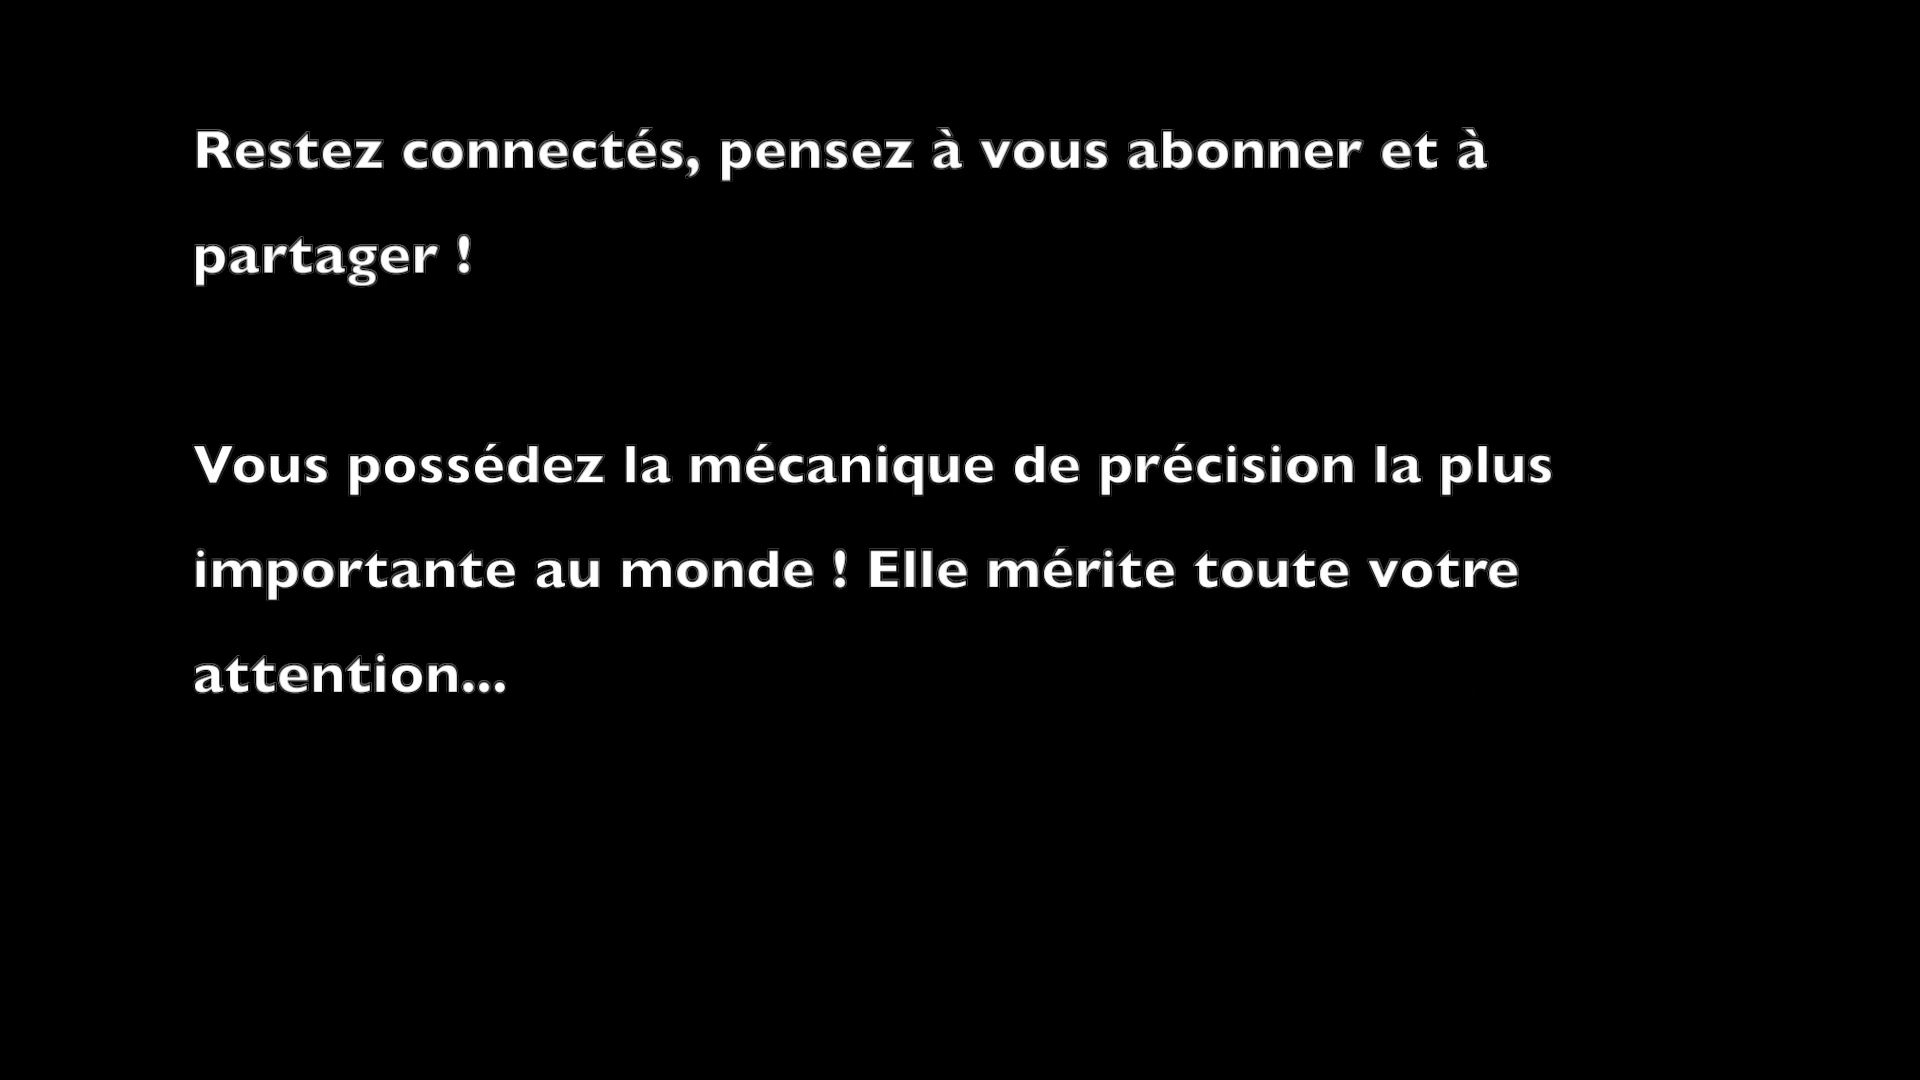 Restez connectés, pensez à vous abonner et à
partager !
Vous possédez la mécanique de précision la plus
importante au monde ! Elle mérite toute votre
attention...